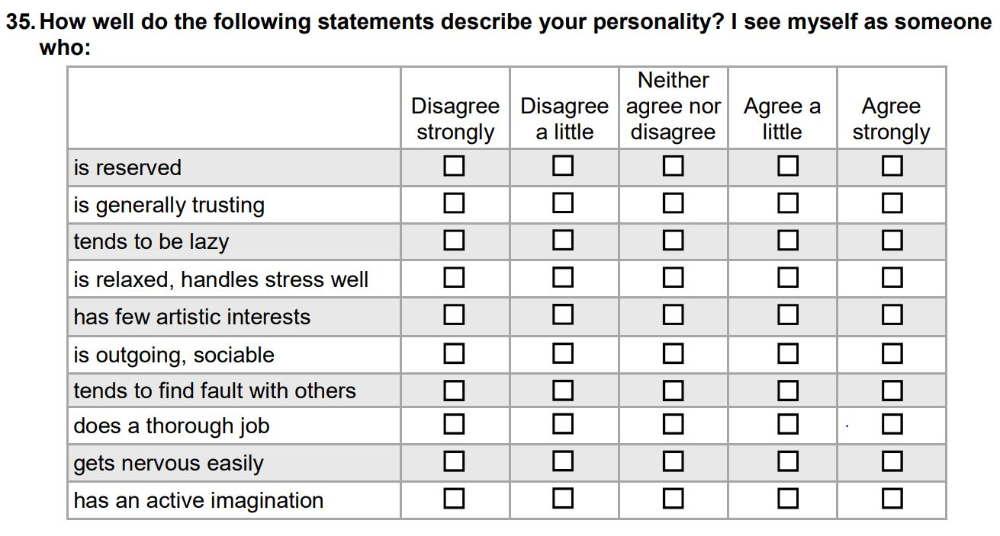 35. How well do the following statements describe your personality? I see myself as someone
who:
Disagree strongly
Disagree a little
Neither agree nor disagree
Agree a little
Agree strongly
is reserved
is generally trusting
tends to be lazy
is relaxed, handles stress well
has few artistic interests
is outgoing, sociable
tends to find fault with others
does a thorough job
gets nervous easily
has an active imagination